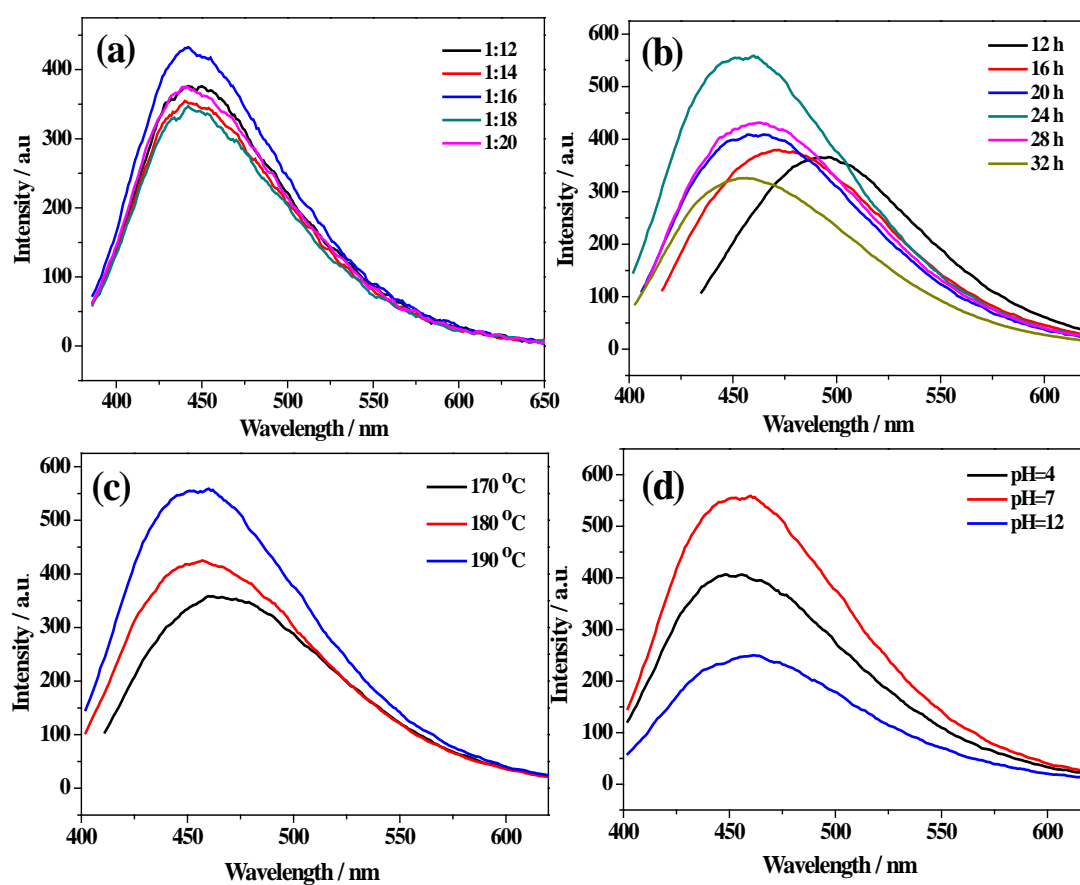 (a)
1:12
1:14
1:16
1:18
1:20
400
300
200
100
0
Intensity / a.u
400 450 500 550 600 650
Wavelength / nm
(b)
12 h
16 h
20 h
24 h
28 h
32 h
600
500
400
300
200
100
00
Intensity / a.u.
400 450 500 550 600
Wavelength / nm
(c)
170 °C
180 °C
190 °C
600
500
400
300
200
100
0
Intensity / a.u.
400 450 500 550 600
Wavelength / nm
(d)
pH=4
pH=7
pH=12
600
500
400
300
200
100
00
Intensity / a.u.
400 450 500 550 600
Wavelength / nm